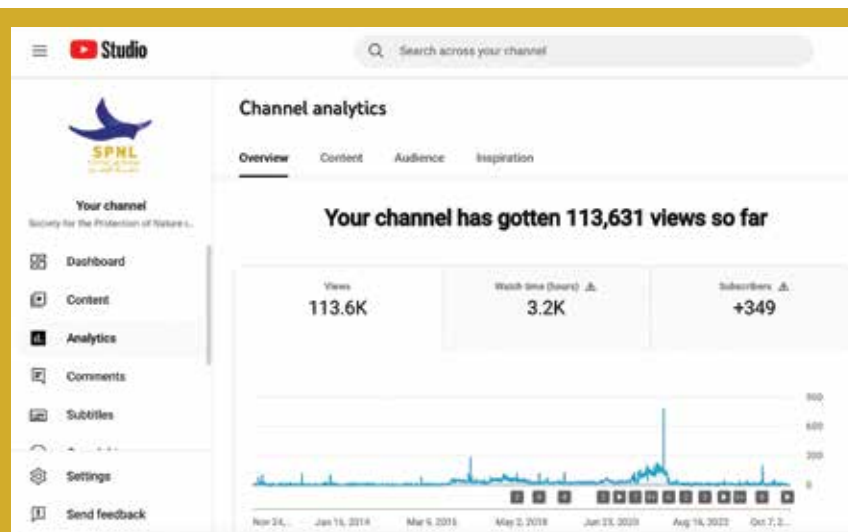 Studio
Search across your channel
SPNL
Your channel
Society for the Protection of Nature i...
Dashboard
Content
Analytics
Comments
Subtitles
Settings
Send feedback
Channel analytics
Overview
Content
Audience
Inspiration
Your channel has gotten 113,631 views so far
Views
113.6K
Watch time (hours)
3.2K
Subscribers
+349
600
0
Nov 24,...
Jan 16, 2014
Mar 9, 2016
May 2, 2018
Jun 23, 2020
Aug 16, 2022
Oct 7, 2...